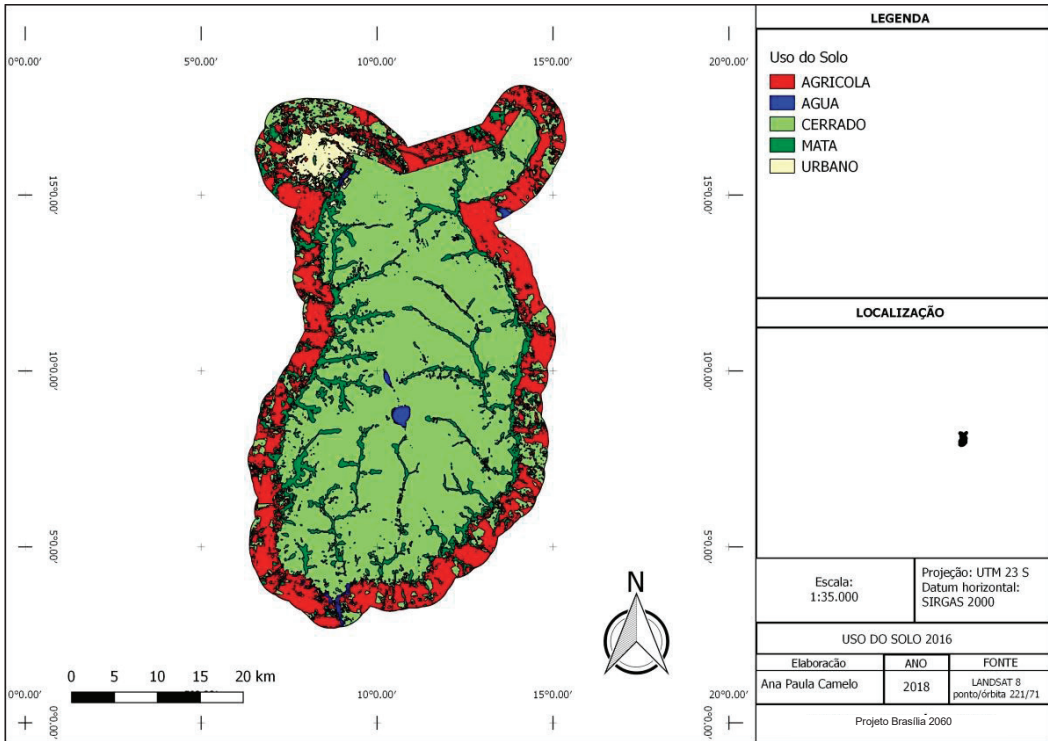 0°0.00' 5°0.00' 10°0.00' 15°0.00' 20°0.00'
15°0.00' 15°0.00'
10°0.00' 10°0.00'
5°0.00' 5°0.00'
N
0 5 10 15 20 km
0°0.00' 5°0.00' 10°0.00' 15°0.00' 20°0.00'
LEGENDA
Uso do Solo
AGRICOLA
AGUA
CERRADO
MATA
URBANO
LOCALIZAÇÃO
Escala:
1:35.000
Projeção: UTM 23 S
Datum horizontal:
SIRGAS 2000
USO DO SOLO 2016
Elaboração ANO FONTE
Ana Paula Camelo 2018 LANDSAT 8
ponto/órbita 221/71
Projeto Brasília 2060